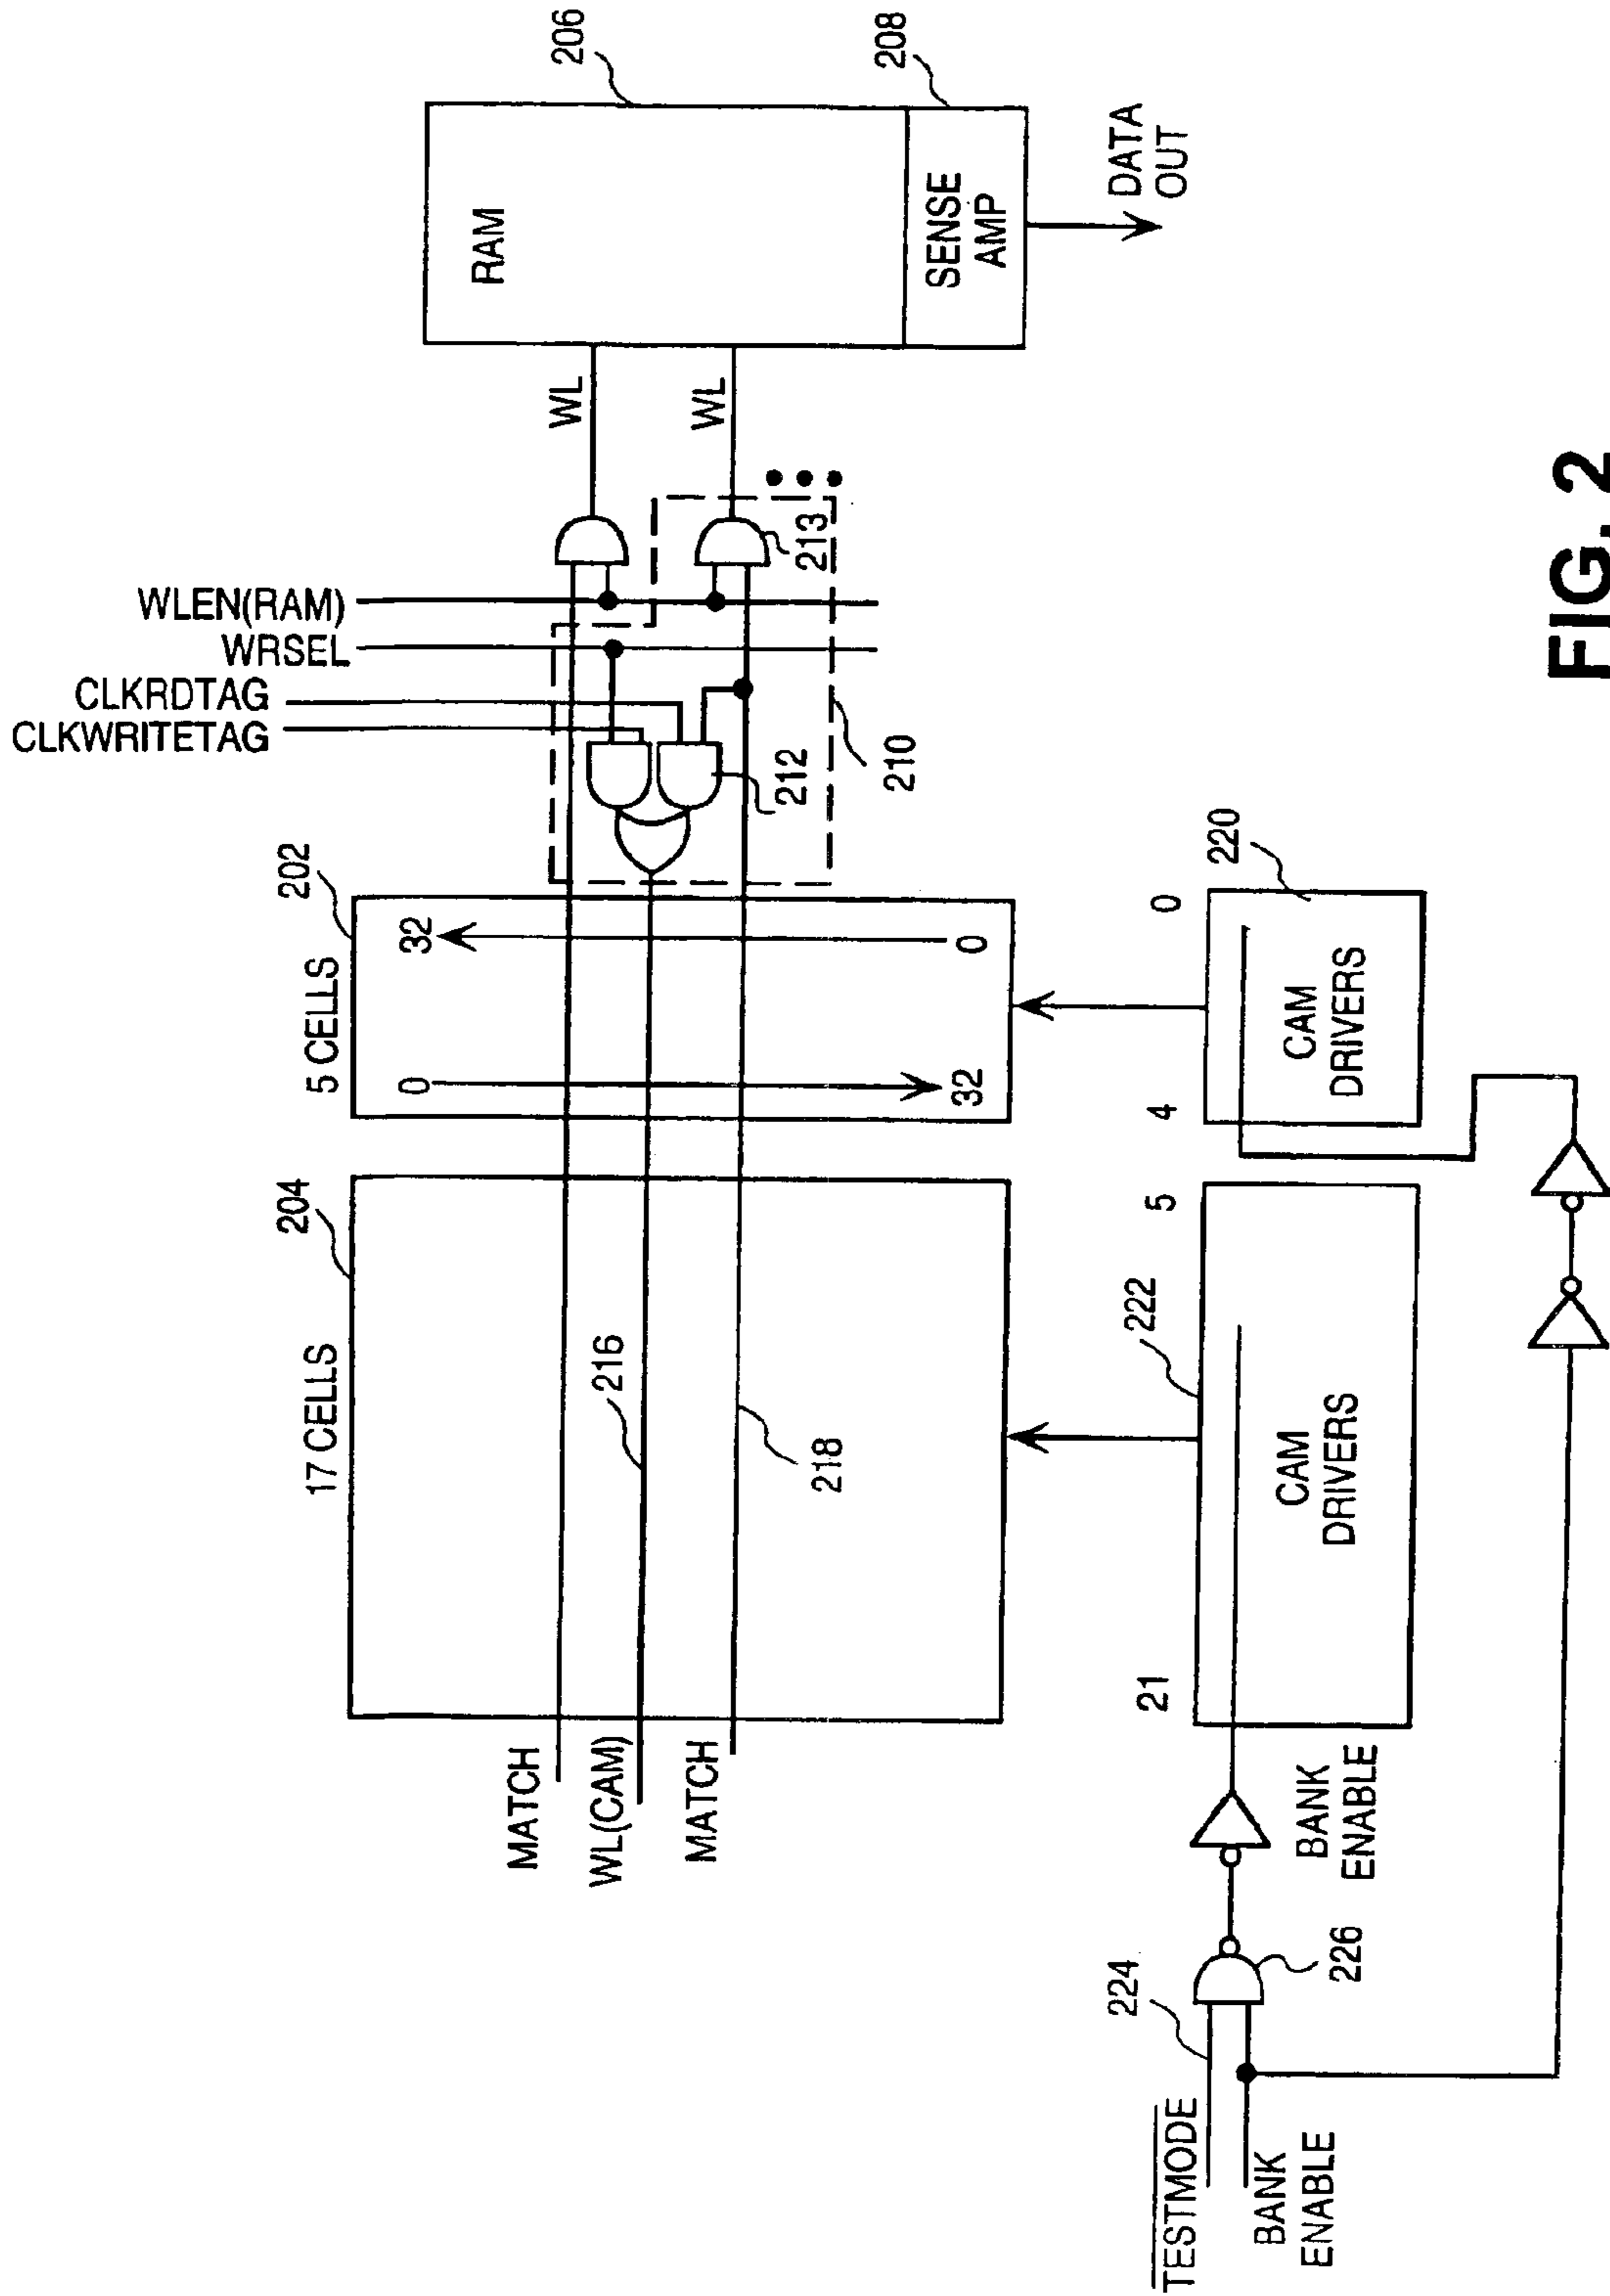 206
208
RAM
SENSE
AMP
DATA
OUT
WL
WL
213
WLEN(RAM)
WRSEL
CLKRDTAG
CLKWRITETAG
212
210
202
5 CELLS
32
0
0
32
220
0
4
CAM
DRIVERS
204
17 CELLS
216
218
222
5
21
CAM
DRIVERS
MATCH
WL(CAM)
MATCH
BANK
ENABLE
224
226
TESTMODE
BANK
ENABLE
FIG. 2